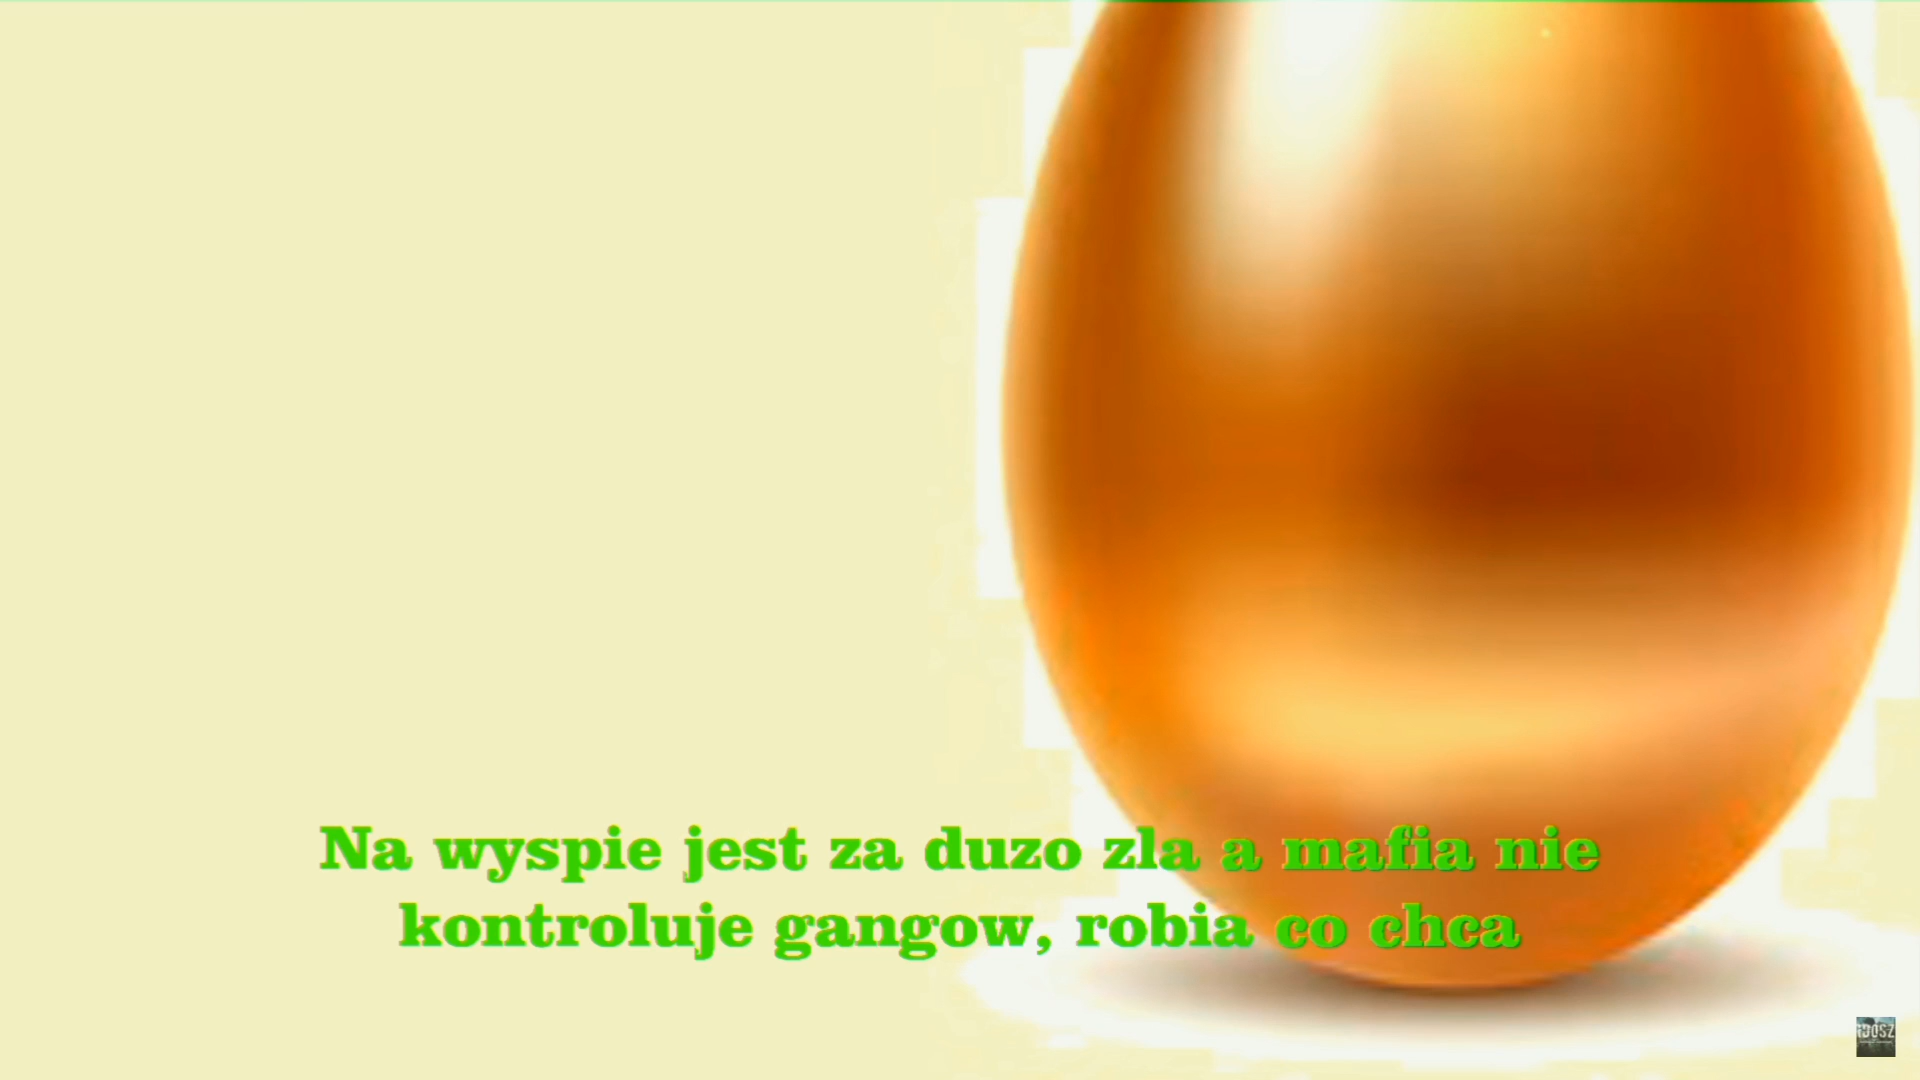 Na wyspie jest za duzo zla a mafia nie
kontroluje gangow, robia co chca